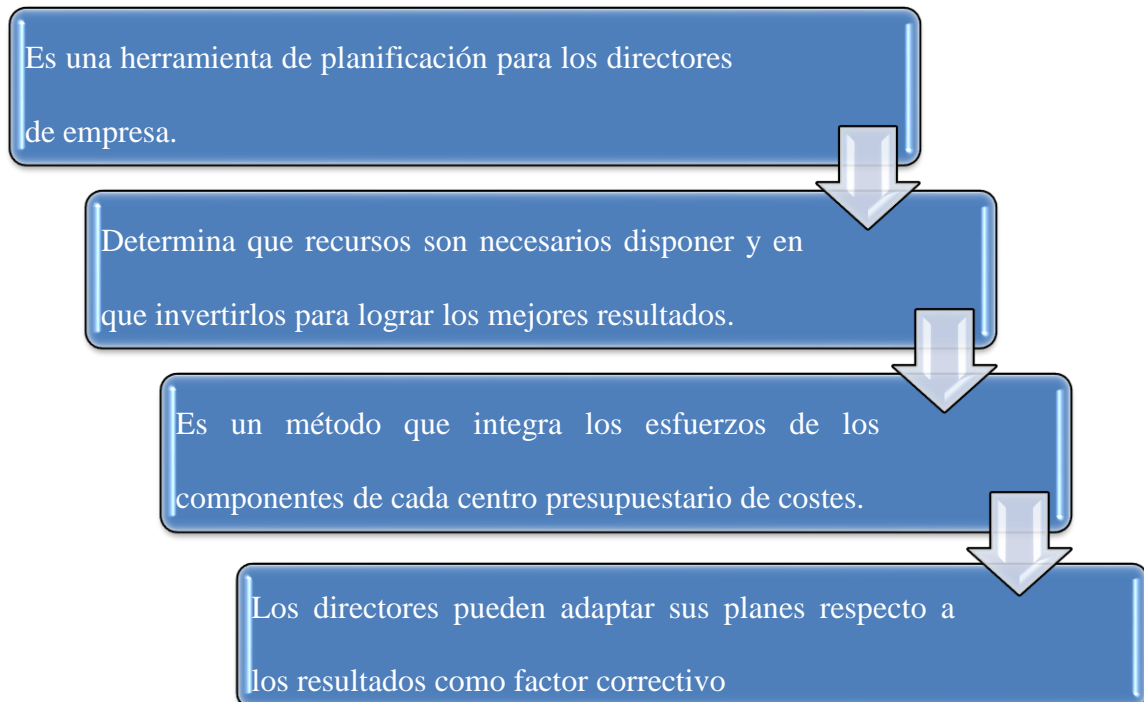 Es una herramienta de planificación para los directores
de empresa.
Determina que recursos son necesarios disponer y en
que invertirlos para lograr los mejores resultados.
Es un método que integra los esfuerzos de los
componentes de cada centro presupuestario de costes.
Los directores pueden adaptar sus planes respecto a
los resultados como factor correctivo